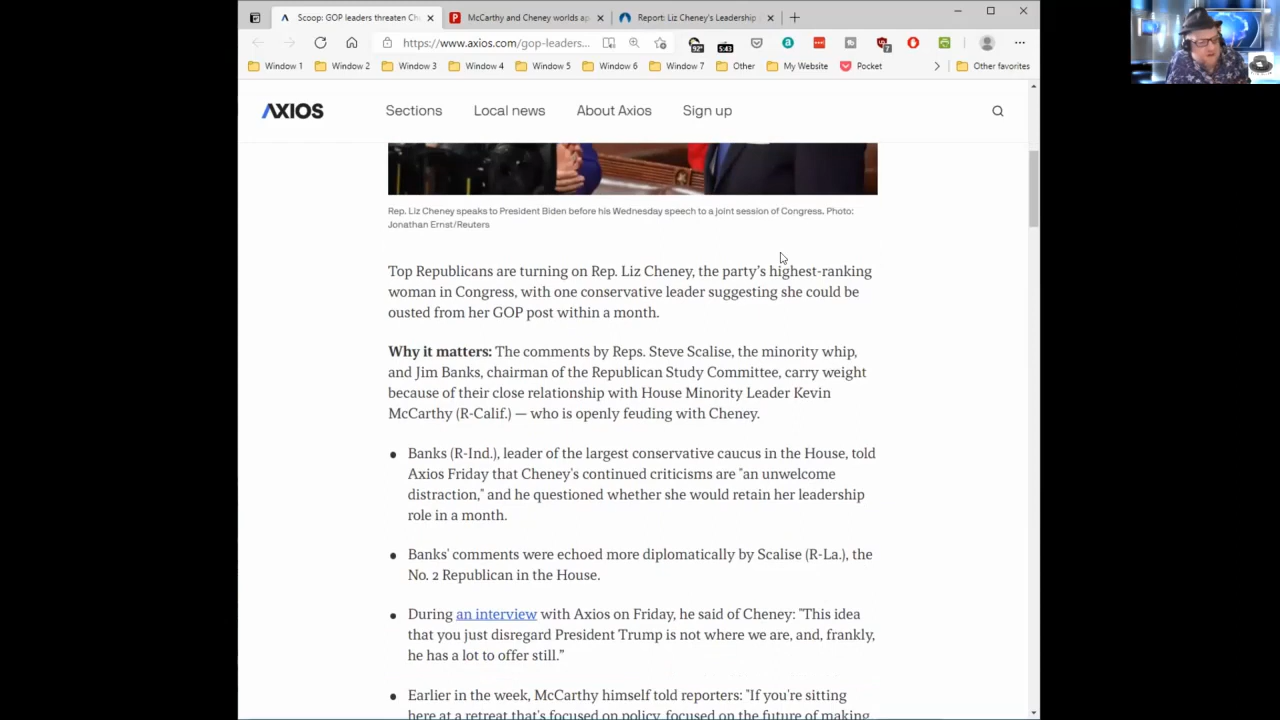 Scoop: GOP leaders threaten Ch
McCarthy and Cheney worlds ap
Report: Liz Cheney's Leadership
https://www.axios.com/gop-leaders...
92°
5:43
7
Window 1
Window 2
Window 3
Window 4
Window 5
Window 6
Window 7
Other
My Website
Pocket
Other favorites
AXIOS
Sections
Local news
About Axios
Sign up
Rep. Liz Cheney speaks to President Biden before his Wednesday speech to a joint session of Congress. Photo:
Jonathan Ernst/Reuters
Top Republicans are turning on Rep. Liz Cheney, the party's highest-ranking
woman in Congress, with one conservative leader suggesting she could be
ousted from her GOP post within a month.
Why it matters: The comments by Reps. Steve Scalise, the minority whip,
and Jim Banks, chairman of the Republican Study Committee, carry weight
because of their close relationship with House Minority Leader Kevin
McCarthy (R-Calif.) — who is openly feuding with Cheney.
• Banks (R-Ind.), leader of the largest conservative caucus in the House, told
Axios Friday that Cheney's continued criticisms are "an unwelcome
distraction," and he questioned whether she would retain her leadership
role in a month.
• Banks' comments were echoed more diplomatically by Scalise (R-La.), the
No. 2 Republican in the House.
• During an interview with Axios on Friday, he said of Cheney: "This idea
that you just disregard President Trump is not where we are, and, frankly,
he has a lot to offer still.”
• Earlier in the week, McCarthy himself told reporters: "If you're sitting
here at a retreat that's focused on policy, focused on the future of making